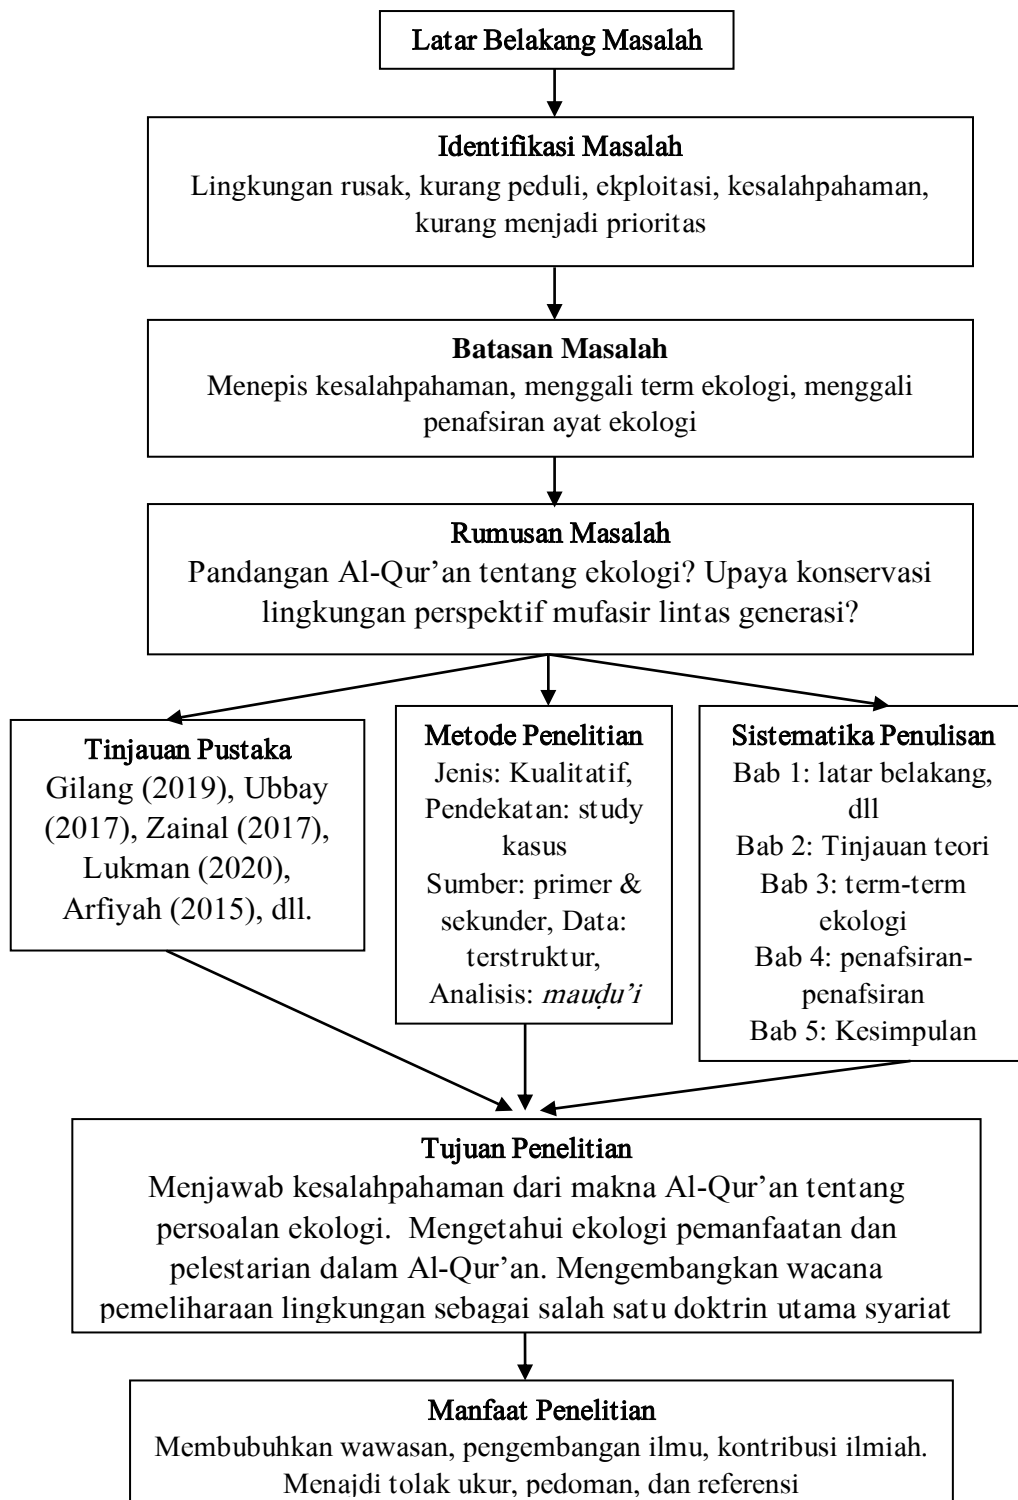 Latar Belakang Masalah
Identifikasi Masalah
Lingkungan rusak, kurang peduli, ekploitasi, kesalahpahaman,
kurang menjadi prioritas
Batasan Masalah
Menepis kesalahpahaman, menggali term ekologi, menggali
penafsiran ayat ekologi
Rumusan Masalah
Pandangan Al-Qur’an tentang ekologi? Upaya konservasi
lingkungan perspektif mufasir lintas generasi?
Tinjauan Pustaka
Gilang (2019), Ubbay
(2017), Zainal (2017),
Lukman (2020),
Arfiyah (2015), dll.
Metode Penelitian
Jenis: Kualitatif,
Pendekatan: study
kasus
Sumber: primer &
sekunder, Data:
terstruktur,
Analisis: mauḍu’i
Sistematika Penulisan
Bab 1: latar belakang,
dll
Bab 2: Tinjauan teori
Bab 3: term-term
ekologi
Bab 4: penafsiran-
penafsiran
Bab 5: Kesimpulan
Tujuan Penelitian
Menjawab kesalahpahaman dari makna Al-Qur’an tentang
persoalan ekologi.  Mengetahui ekologi pemanfaatan dan
pelestarian dalam Al-Qur’an. Mengembangkan wacana
pemeliharaan lingkungan sebagai salah satu doktrin utama syariat
Manfaat Penelitian
Membubuhkan wawasan, pengembangan ilmu, kontribusi ilmiah.
Menajdi tolak ukur, pedoman, dan referensi